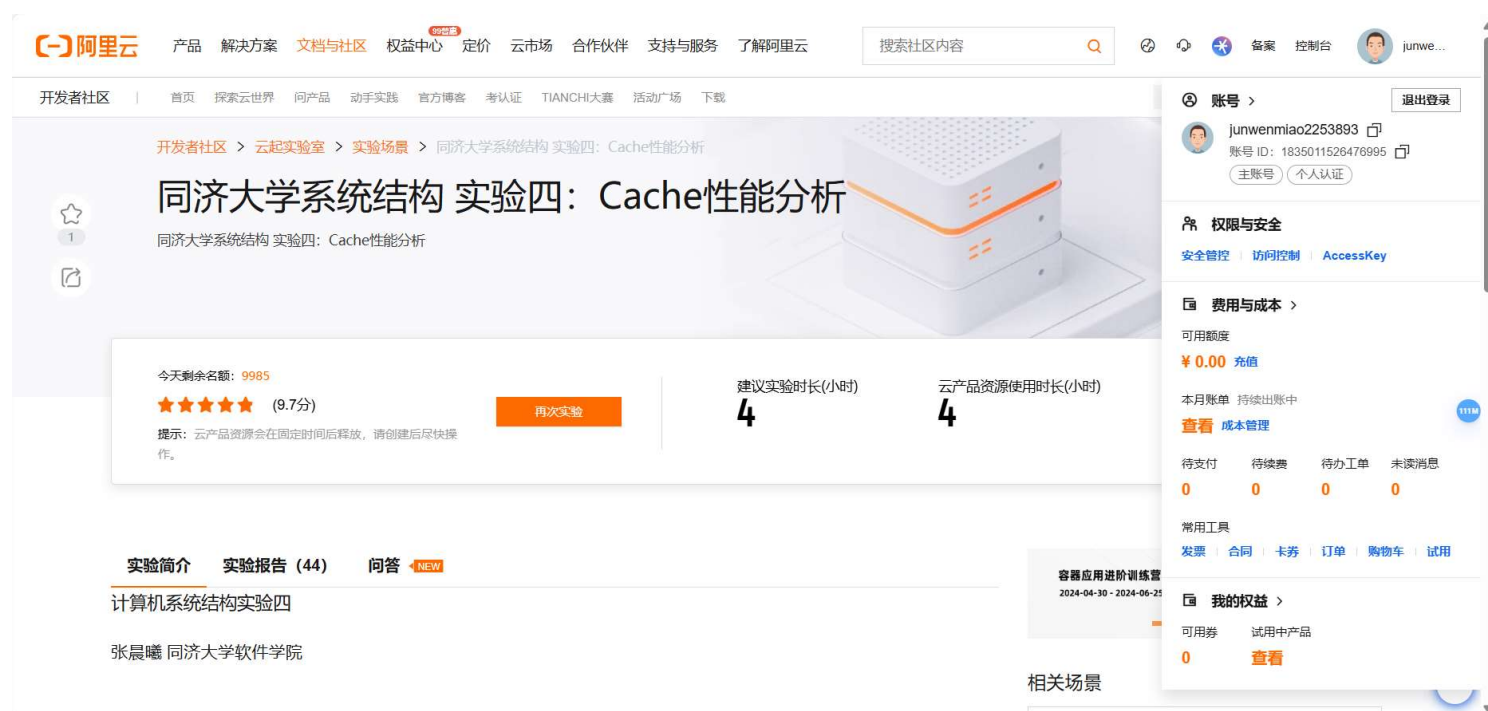 阿里云 产品 解决方案 文档与社区 权益中心 99元起 定价 云市场 合作伙伴 支持与服务 了解阿里云 搜索社区内容 备案 控制台 junwe...
开发者社区 首页 探索云世界 问产品 动手实践 官方博客 考认证 TIANCHI大赛 活动广场 下载
开发者社区 > 云起实验室 > 实验场景 > 同济大学系统结构 实验四：Cache性能分析
同济大学系统结构 实验四：Cache性能分析
同济大学系统结构 实验四：Cache性能分析
1
今天剩余名额：9985
(9.7分)
提示：云产品资源会在固定时间后释放，请创建后尽快操
作。
再次实验
建议实验时长(小时)
4
云产品资源使用时长(小时)
4
实验简介 实验报告（44） 问答 NEW
计算机系统结构实验四
张晨曦 同济大学软件学院
容器应用进阶训练营
2024-04-30 - 2024-06-25
相关场景
账号 > 退出登录
junwenmiao2253893
账号 ID：1835011526476995
主账号 个人认证
权限与安全
安全管控 访问控制 AccessKey
费用与成本 >
可用额度
¥ 0.00 充值
本月账单 持续出账中
查看 成本管理
待支付 待续费 待办工单 未读消息
0 0 0 0
常用工具
发票 合同 卡券 订单 购物车 试用
我的权益 >
可用券 试用中产品
0 查看
111M